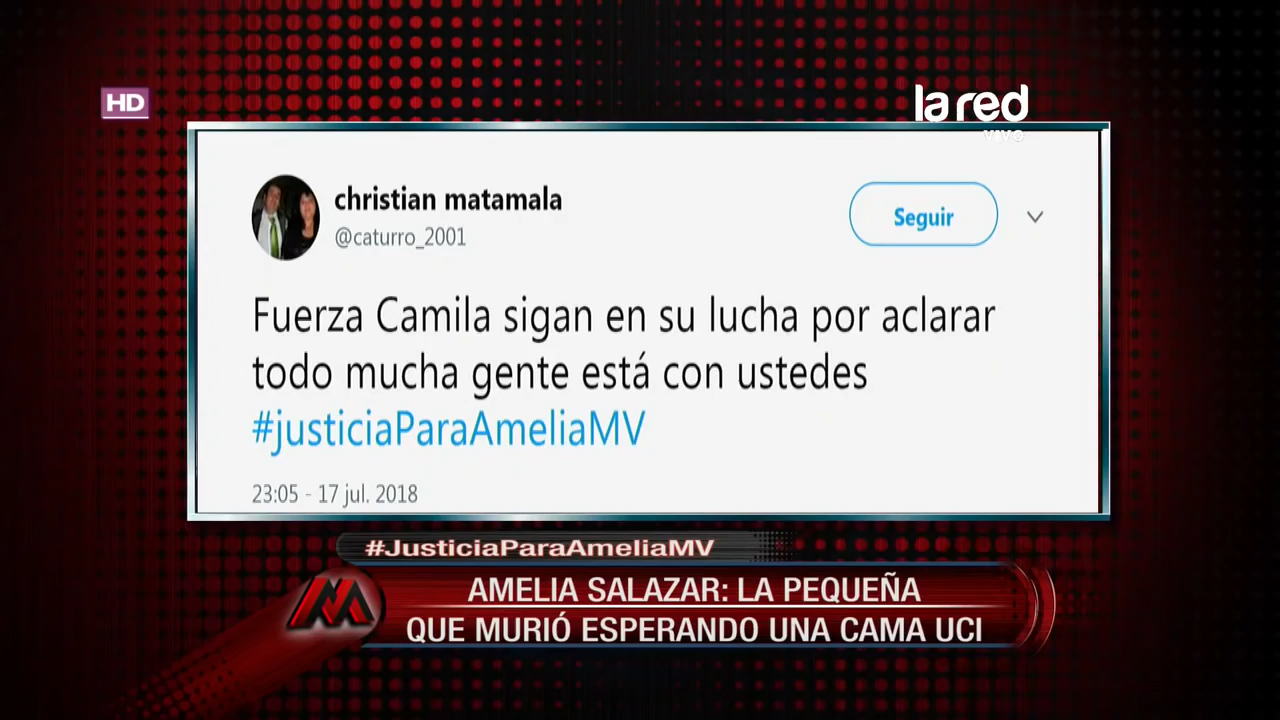 HD
la red
VIVO
christian matamala
@caturro_2001
Seguir
Fuerza Camila sigan en su lucha por aclarar
todo mucha gente está con ustedes
#justiciaParaAmeliaMV
23:05 - 17 jul. 2018
#JusticiaParaAmeliaMV
AMELIA SALAZAR: LA PEQUEÑA
QUE MURIÓ ESPERANDO UNA CAMA UCI